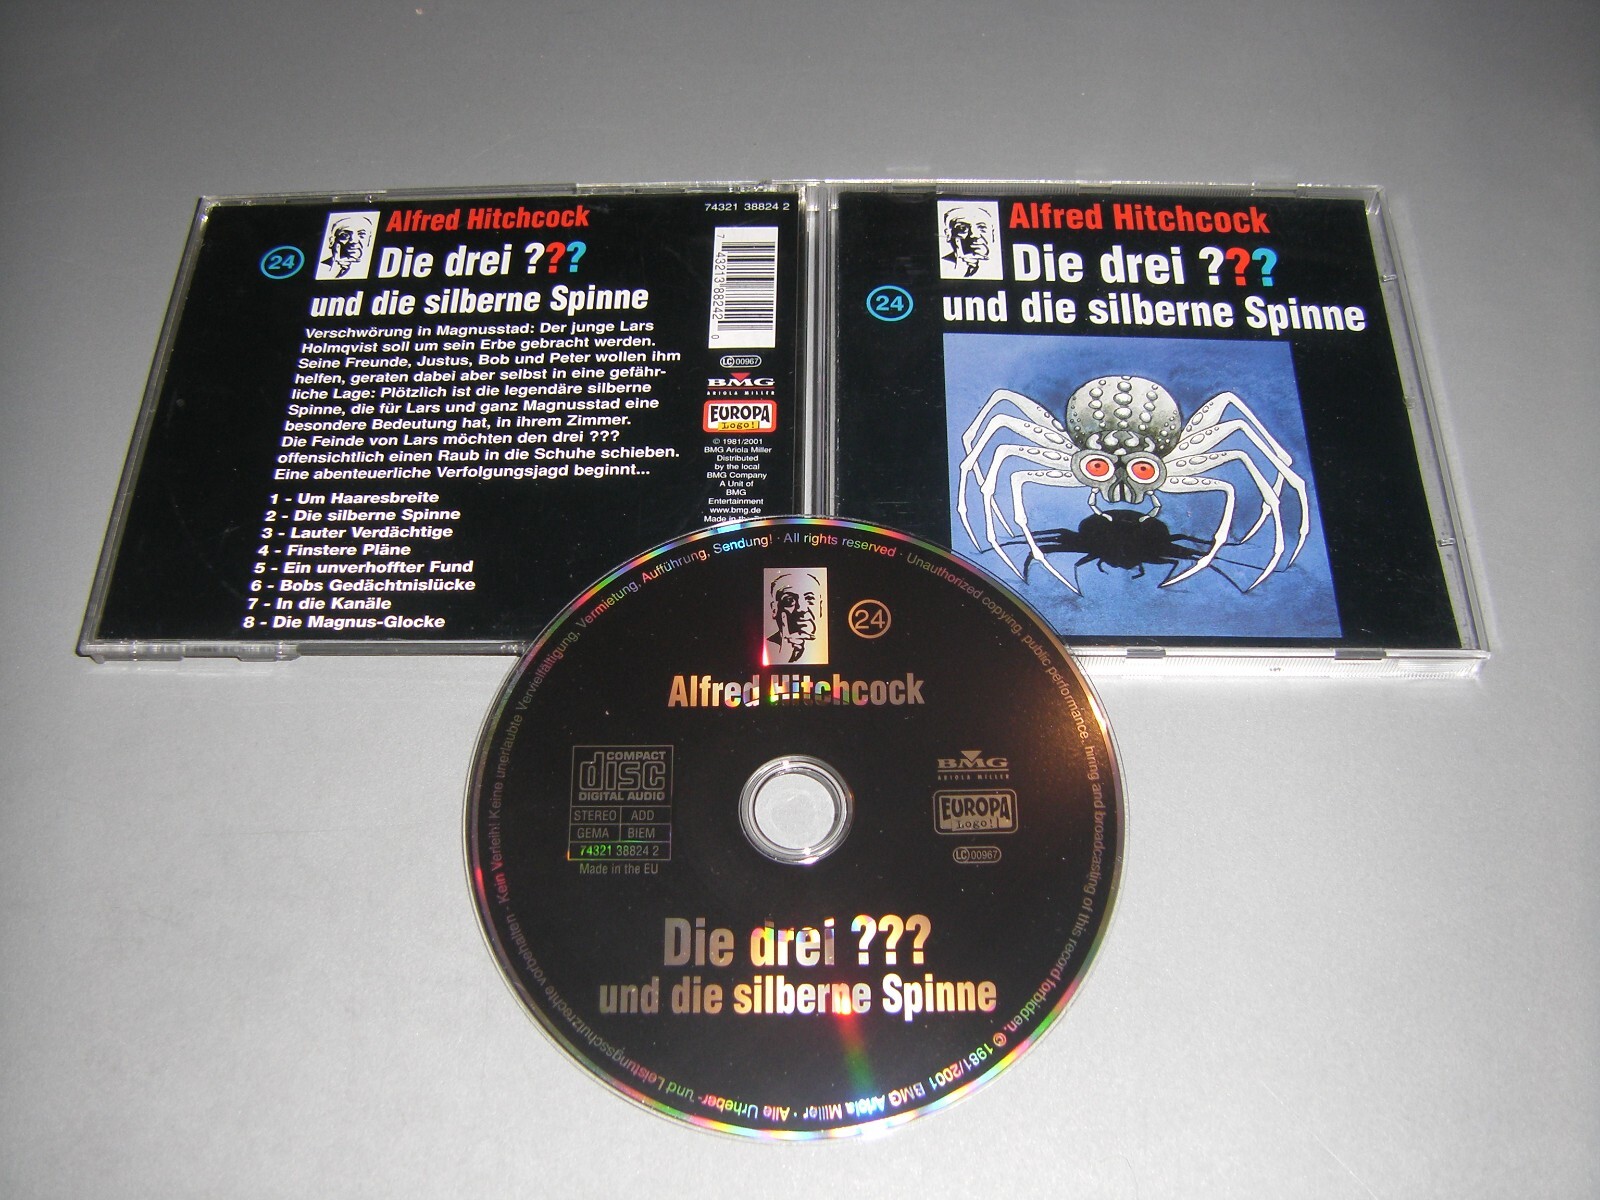 Alfred Hitchcock
74321 38824 2
24
Die drei ???
und die silberne Spinne
Verschwörung in Magnusstad: Der junge Lars
Holmqvist soll um sein Erbe gebracht werden.
Seine Freunde, Justus, Bob und Peter wollen ihm
helfen, geraten dabei aber selbst in eine gefähr-
liche Lage: Plötzlich ist die legendäre silberne
Spinne, die für Lars und ganz Magnusstad eine
besondere Bedeutung hat, in ihrem Zimmer.
Die Feinde von Lars möchten den drei ???
offensichtlich einen Raub in die Schuhe schieben.
Eine abenteuerliche Verfolgungsjagd beginnt...
1 - Um Haaresbreite
2 - Die silberne Spinne
3 - Lauter Verdächtige
4 - Finstere Pläne
5 - Ein unverhoffter Fund
6 - Bobs Gedächtnislücke
7 - In die Kanäle
8 - Die Magnus-Glocke
7 43213 88242 0
LC 00967
BMG
ARIOLA MILLER
EUROPA
Logo!
© 1981/2001
BMG Ariola Miller
Distributed
by the local
BMG Company
A Unit of
BMG
Entertainment
www.bmg.de
Made in the
Alfred Hitchcock
Die drei ???
24
und die silberne Spinne
24
Alfred Hitchcock
COMPACT
disc
DIGITAL AUDIO
STEREO ADD
GEMA BIEM
74321 38824 2
Made in the EU
BMG
ARIOLA MILLER
EUROPA
Logo!
LC 00967
Die drei ???
und die silberne Spinne
© 1981/2001 BMG Ariola Miller · Alle Urheber- und Leistungsschutzrechte vorbehalten · Kein Verleih! Keine unerlaubte Vervielfältigung, Vermietung, Aufführung, Sendung! · All rights reserved · Unauthorized copying, public performance, hiring and broadcasting of this record forbidden.